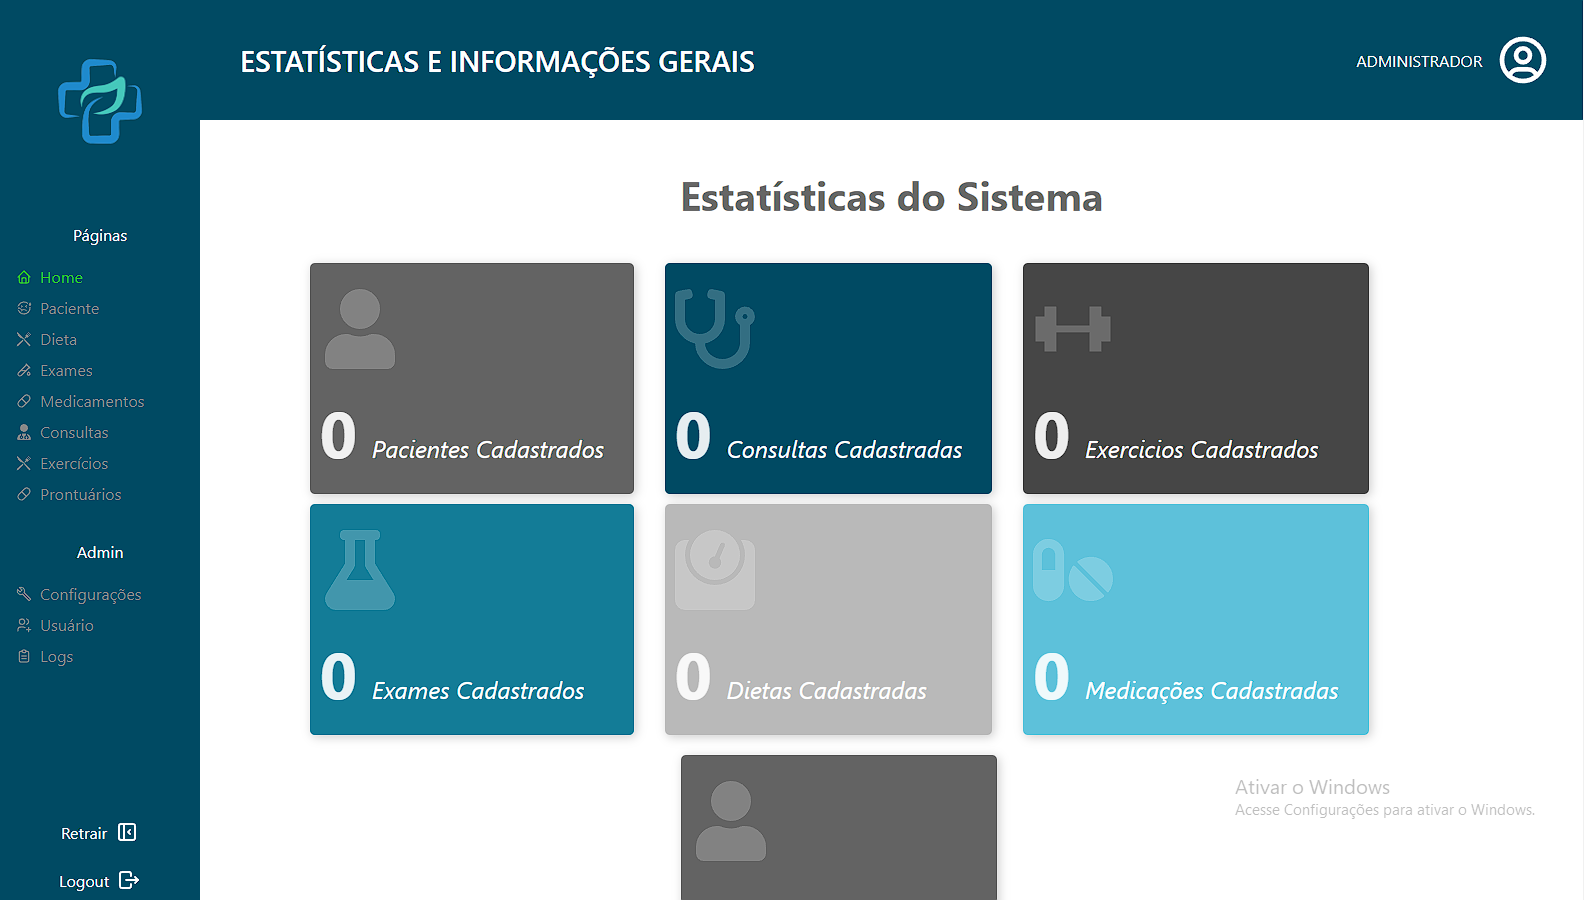 ESTATÍSTICAS E INFORMAÇÕES GERAIS
ADMINISTRADOR
Páginas
Home
Paciente
Dieta
Exames
Medicamentos
Consultas
Exercícios
Prontuários
Admin
Configurações
Usuário
Logs
Retrair
Logout
Estatísticas do Sistema
0 Pacientes Cadastrados
0 Consultas Cadastradas
0 Exercicios Cadastrados
0 Exames Cadastrados
0 Dietas Cadastradas
0 Medicações Cadastradas
Ativar o Windows
Acesse Configurações para ativar o Windows.